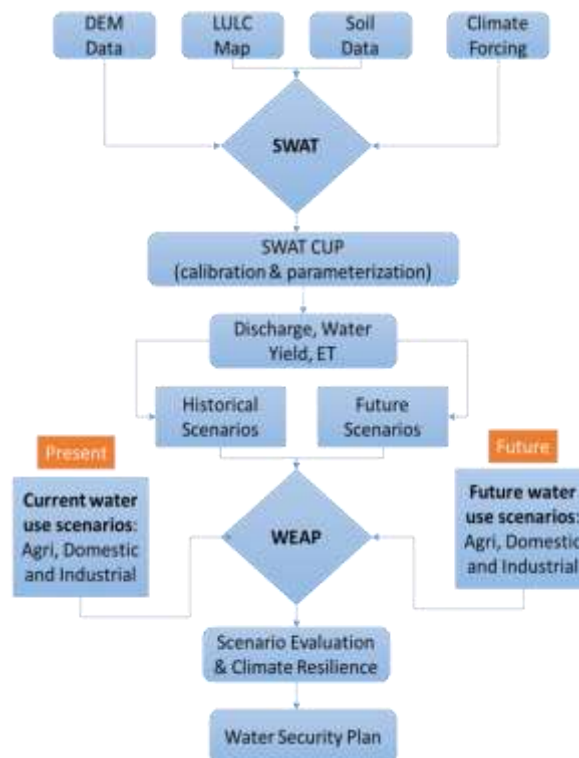 DEM
Data
LULC
Map
Soil
Data
Climate
Forcing
SWAT
SWAT CUP
(calibration & parameterization)
Discharge, Water
Yield, ET
Historical
Scenarios
Future
Scenarios
Present
Future
Current water
use scenarios:
Agri, Domestic
and Industrial
WEAP
Future water
use scenarios:
Agri, Domestic
and Industrial
Scenario Evaluation
& Climate Resilience
Water Security Plan